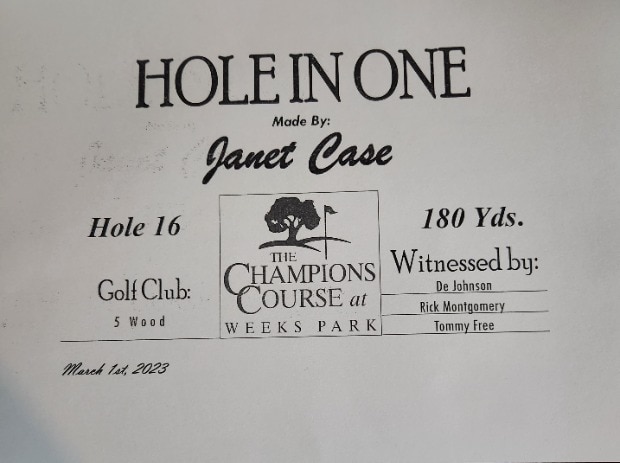 HOLE IN ONE
Made By:
Janet Case
Hole 16
180 Yds.
Golf Club:
5 Wood
THE
CHAMPIONS
COURSE at
WEEKS PARK
Witnessed by:
De Johnson
Rick Montgomery
Tommy Free
March 1st, 2023